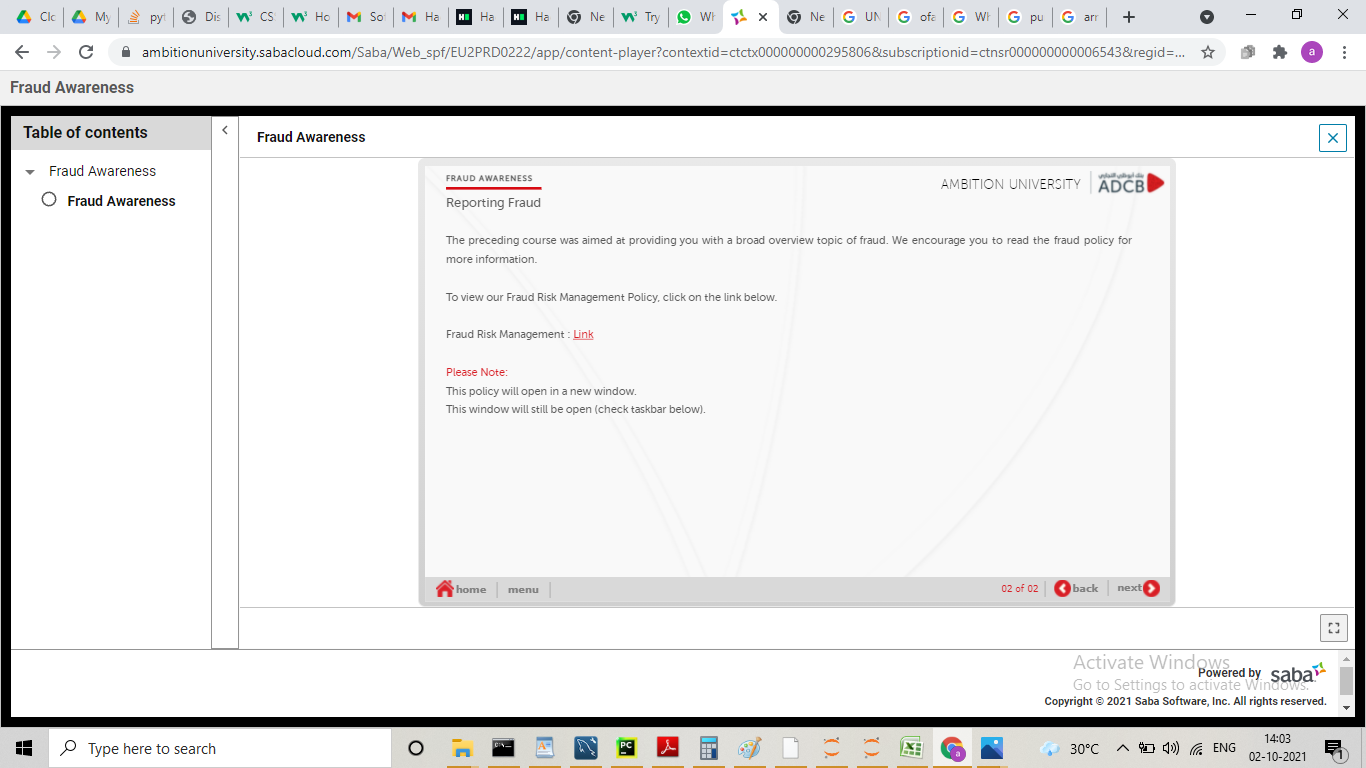 Clo
My
pyt
Dis
CS
Ho
Sof
Ha
Ha
Ha
Ne
Try
Wh
Ne
UN
ofa
Wh
pu
arr
ambitionuniversity.sabacloud.com/Saba/Web_spf/EU2PRD0222/app/content-player?contextid=ctctx000000000295806&subscriptionid=ctnsr000000000006543&regid=...
a
Fraud Awareness
Table of contents
Fraud Awareness
Fraud Awareness
Fraud Awareness
FRAUD AWARENESS
AMBITION UNIVERSITY
بنك أبوظبي التجاري
ADCB
Reporting Fraud
The preceding course was aimed at providing you with a broad overview topic of fraud. We encourage you to read the fraud policy for
more information.
To view our Fraud Risk Management Policy, click on the link below.
Fraud Risk Management : Link
Please Note:
This policy will open in a new window.
This window will still be open (check taskbar below).
home
menu
02 of 02
back
next
Activate Windows
Go to Settings to activate Windows.
Powered by saba
Copyright © 2021 Saba Software, Inc. All rights reserved.
Type here to search
PC
a
30°C
ENG
14:03
02-10-2021
1